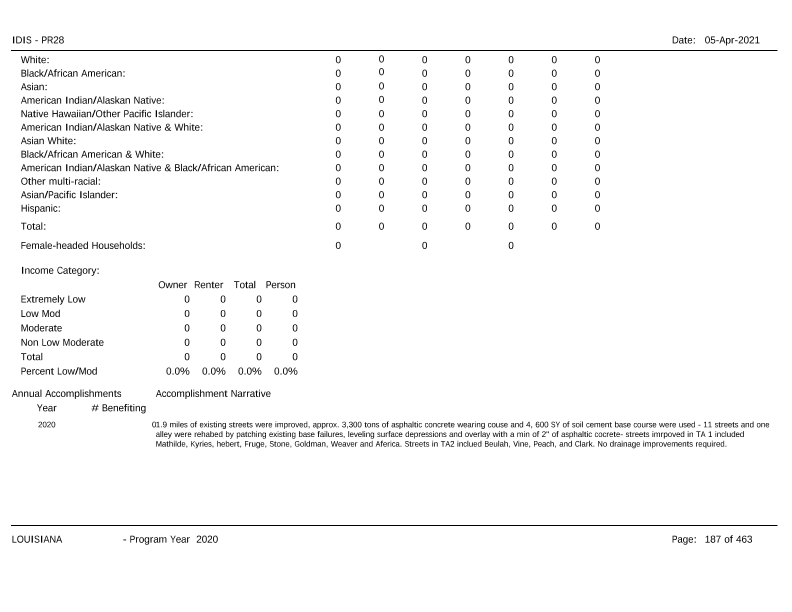 IDIS - PR28 Date: 05-Apr-2021
White: 0 0 0 0 0 0 0
Black/African American: 0 0 0 0 0 0 0
Asian: 0 0 0 0 0 0 0
American Indian/Alaskan Native: 0 0 0 0 0 0 0
Native Hawaiian/Other Pacific Islander: 0 0 0 0 0 0 0
American Indian/Alaskan Native & White: 0 0 0 0 0 0 0
Asian White: 0 0 0 0 0 0 0
Black/African American & White: 0 0 0 0 0 0 0
American Indian/Alaskan Native & Black/African American: 0 0 0 0 0 0 0
Other multi-racial: 0 0 0 0 0 0 0
Asian/Pacific Islander: 0 0 0 0 0 0 0
Hispanic: 0 0 0 0 0 0 0
Total: 0 0 0 0 0 0 0
Female-headed Households: 0 0 0
Income Category:
Owner Renter Total Person
Extremely Low 0 0 0 0
Low Mod 0 0 0 0
Moderate 0 0 0 0
Non Low Moderate 0 0 0 0
Total 0 0 0 0
Percent Low/Mod 0.0% 0.0% 0.0% 0.0%
Annual Accomplishments Accomplishment Narrative
Year # Benefiting
2020 01.9 miles of existing streets were improved, approx. 3,300 tons of asphaltic concrete wearing couse and 4, 600 SY of soil cement base course were used - 11 streets and one
alley were rehabed by patching existing base failures, leveling surface depressions and overlay with a min of 2" of asphaltic cocrete- streets imrpoved in TA 1 included
Mathilde, Kyries, hebert, Fruge, Stone, Goldman, Weaver and Aferica. Streets in TA2 inclued Beulah, Vine, Peach, and Clark. No drainage improvements required.
LOUISIANA - Program Year 2020 Page: 187 of 463